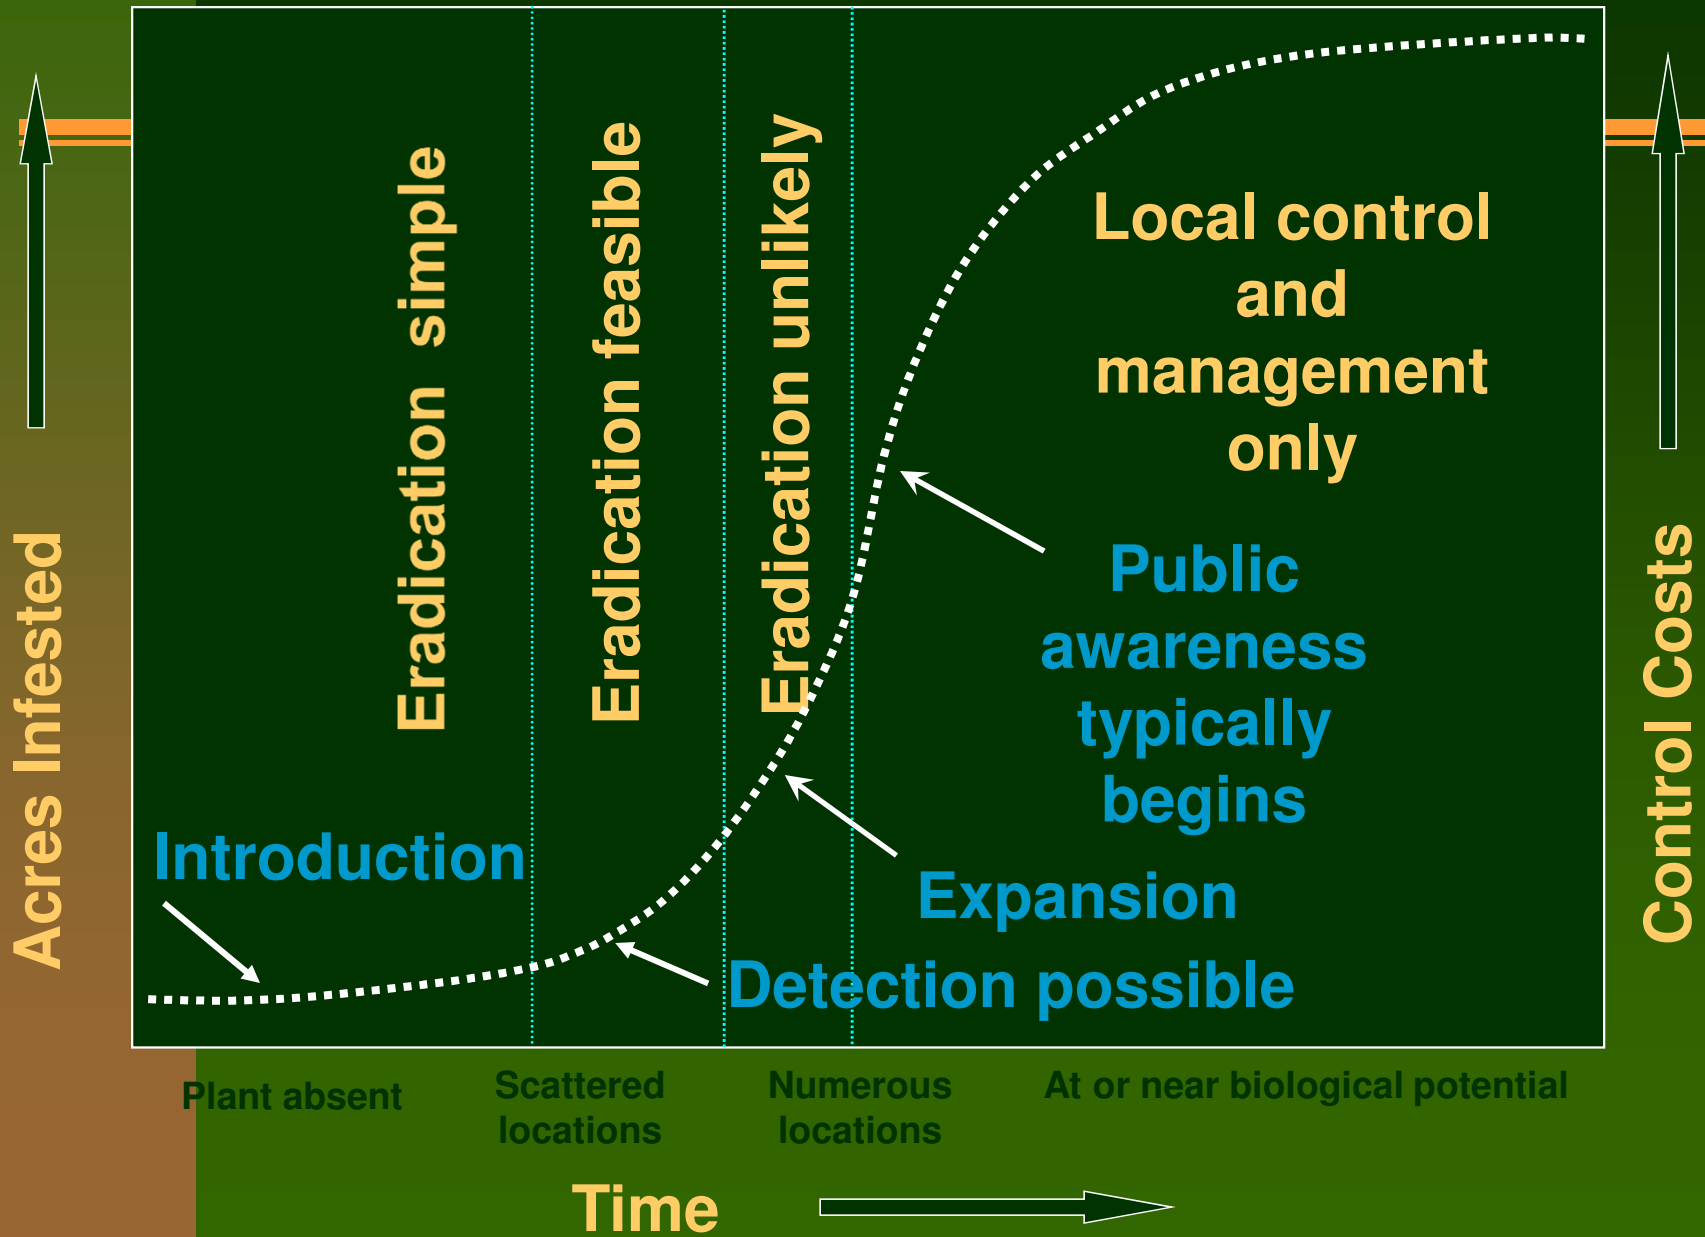 Acres Infested
Eradication simple
Eradication feasible
Eradication unlikely
Local control
and
management
only
Public
awareness
typically
begins
Introduction
Expansion
Detection possible
Control Costs
Plant absent
Scattered
locations
Numerous
locations
At or near biological potential
Time